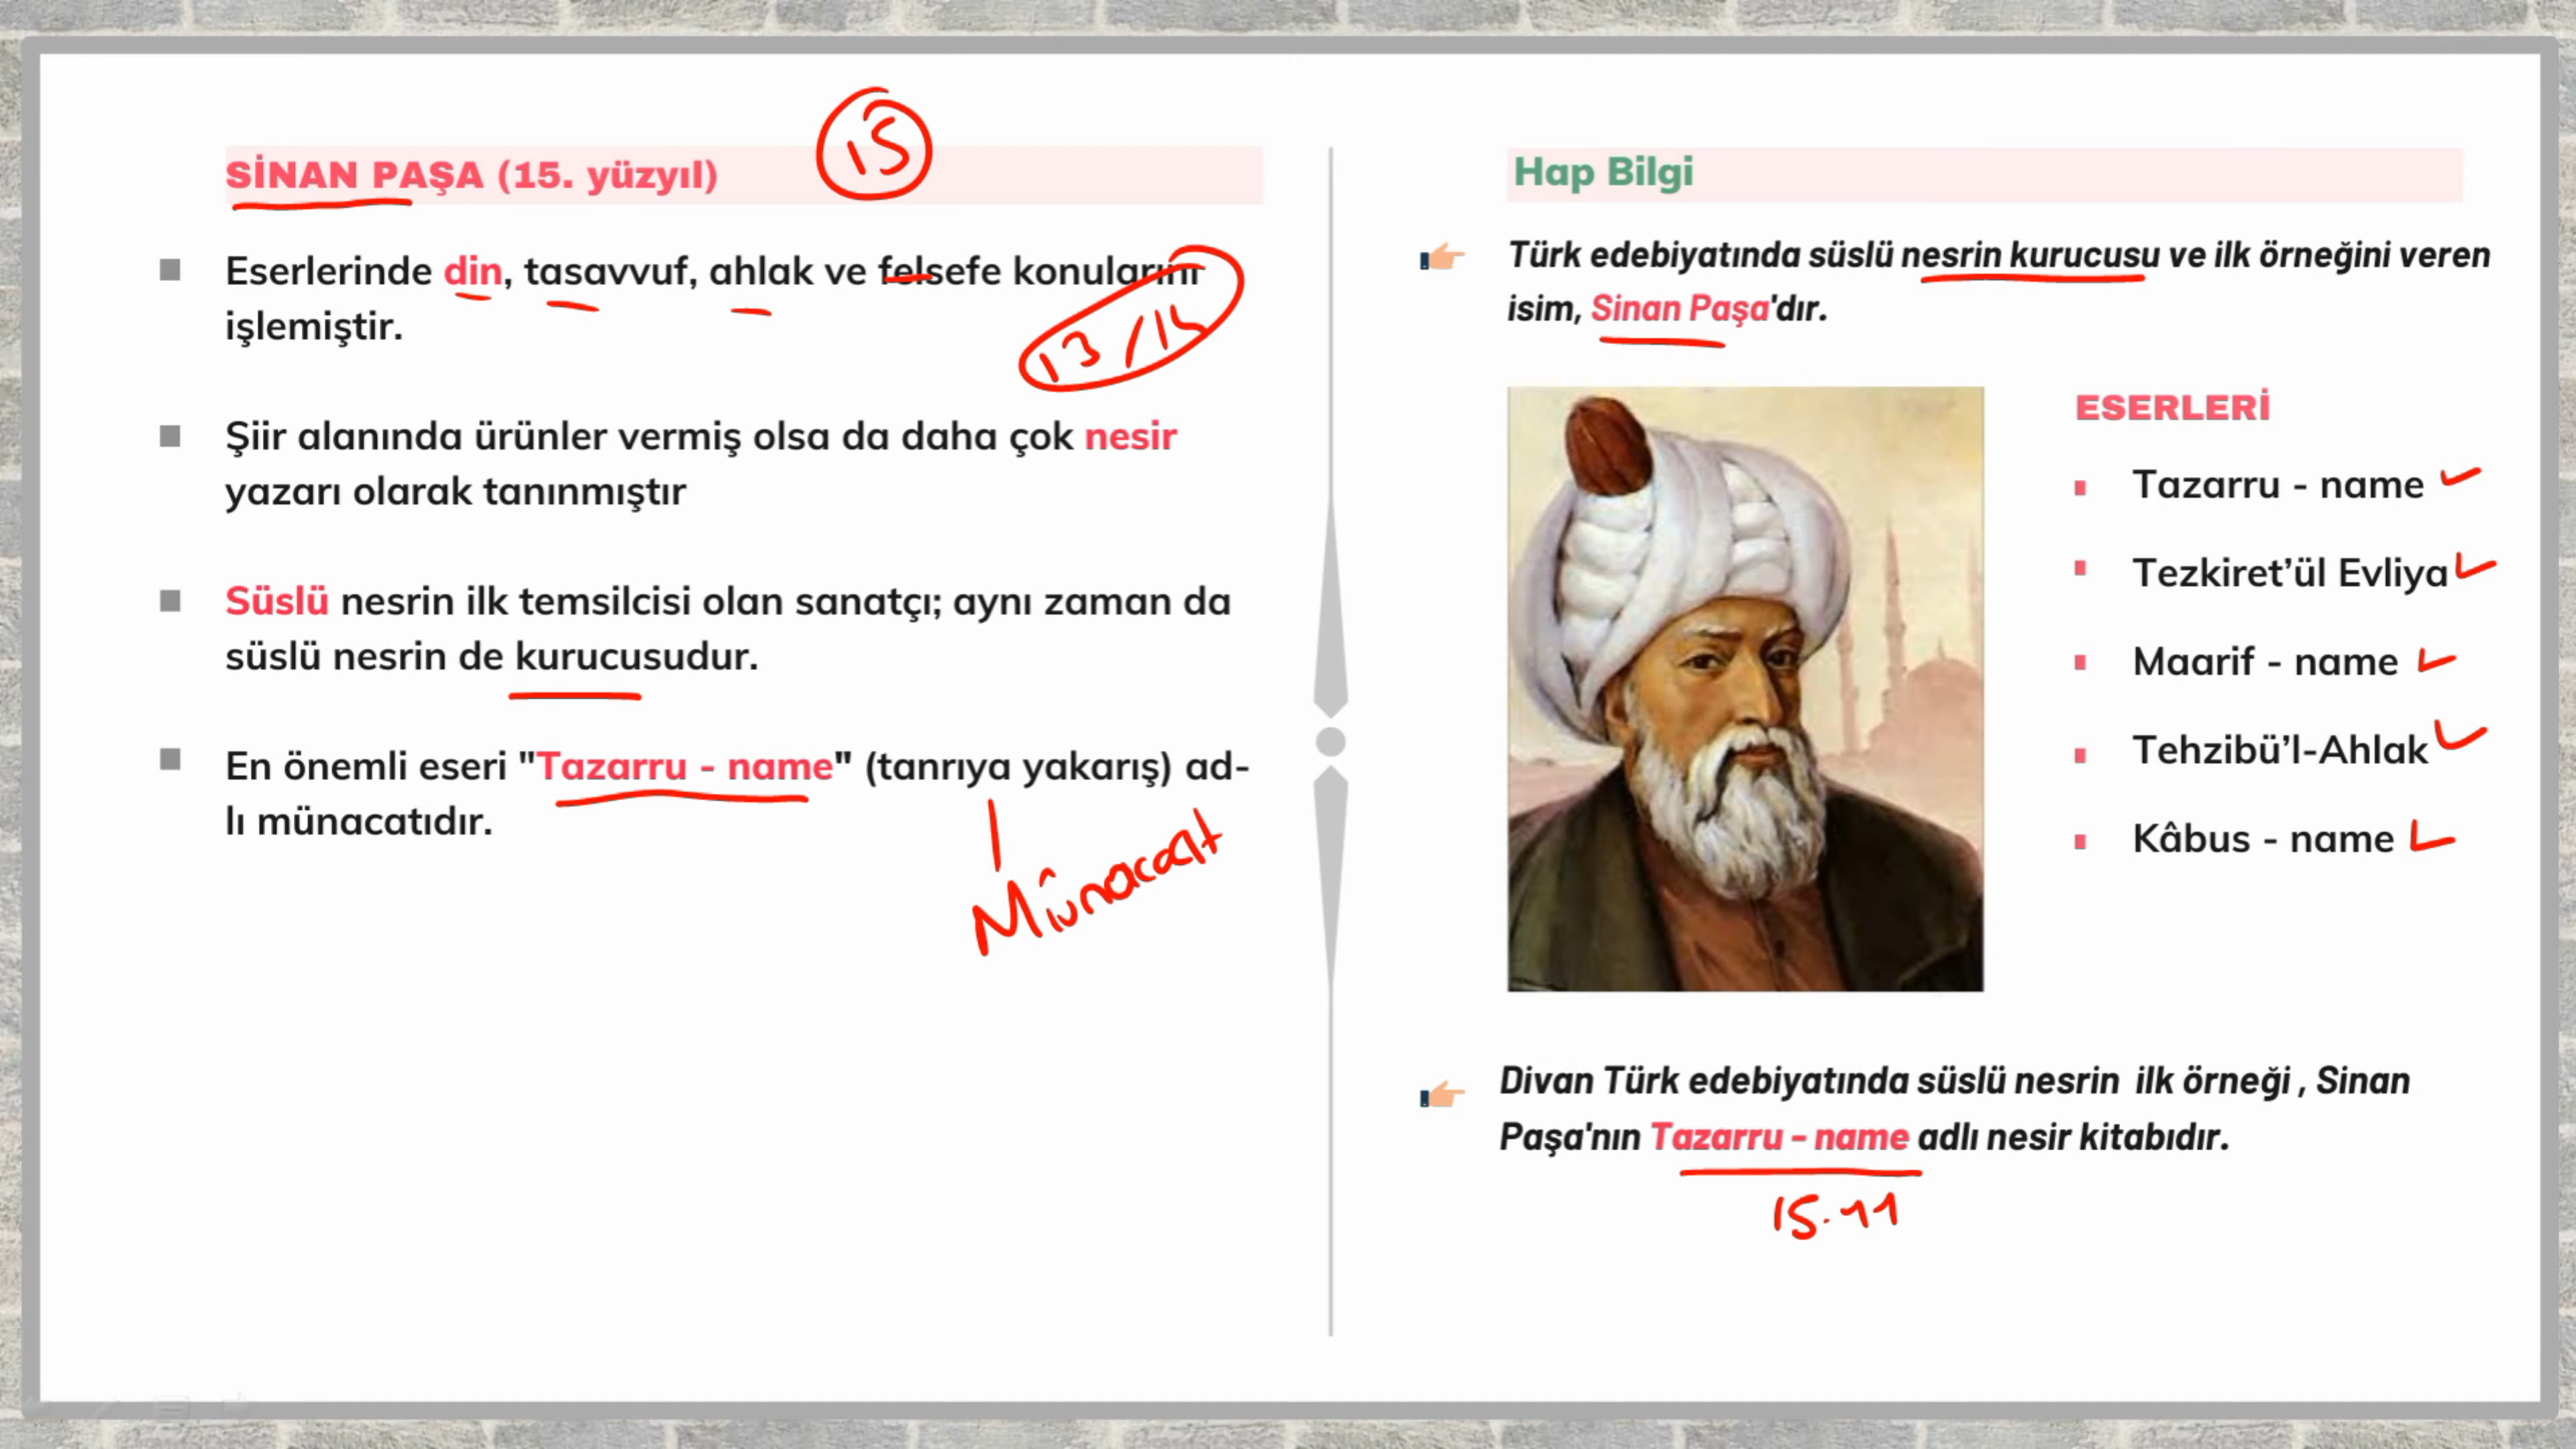 SİNAN PAŞA (15. yüzyıl)
15
Eserlerinde din, tasavvuf, ahlak ve felsefe konularını
işlemiştir.
13/15
Şiir alanında ürünler vermiş olsa da daha çok nesir
yazarı olarak tanınmıştır
Süslü nesrin ilk temsilcisi olan sanatçı; aynı zaman da
süslü nesrin de kurucusudur.
En önemli eseri "Tazarru - name" (tanrıya yakarış) ad-
lı münacatıdır.
Hap Bilgi
Türk edebiyatında süslü nesrin kurucusu ve ilk örneğini veren
isim, Sinan Paşa'dır.
ESERLERİ
Tazarru - name
Tezkiret’ül Evliya
Maarif - name
Tehzibü’l-Ahlak
Kâbus - name
Divan Türk edebiyatında süslü nesrin ilk örneği , Sinan
Paşa'nın Tazarru - name adlı nesir kitabıdır.